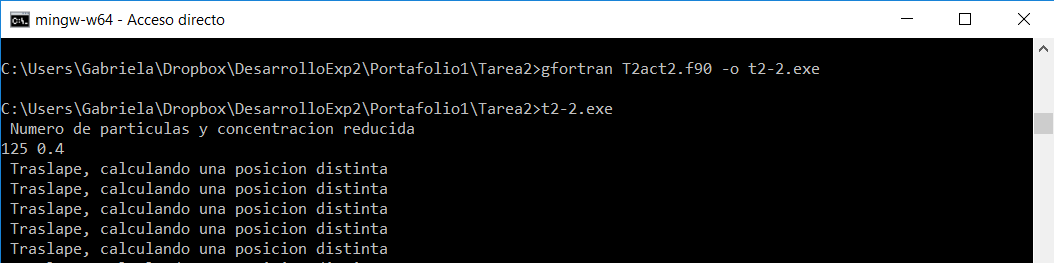 mingw-w64 - Acceso directo
C:\Users\Gabriela\Dropbox\DesarrolloExp2\Portafolio1\Tarea2>gfortran T2act2.f90 -o t2-2.exe
C:\Users\Gabriela\Dropbox\DesarrolloExp2\Portafolio1\Tarea2>t2-2.exe
Numero de particulas y concentracion reducida
125 0.4
Traslape, calculando una posicion distinta
Traslape, calculando una posicion distinta
Traslape, calculando una posicion distinta
Traslape, calculando una posicion distinta
Traslape, calculando una posicion distinta